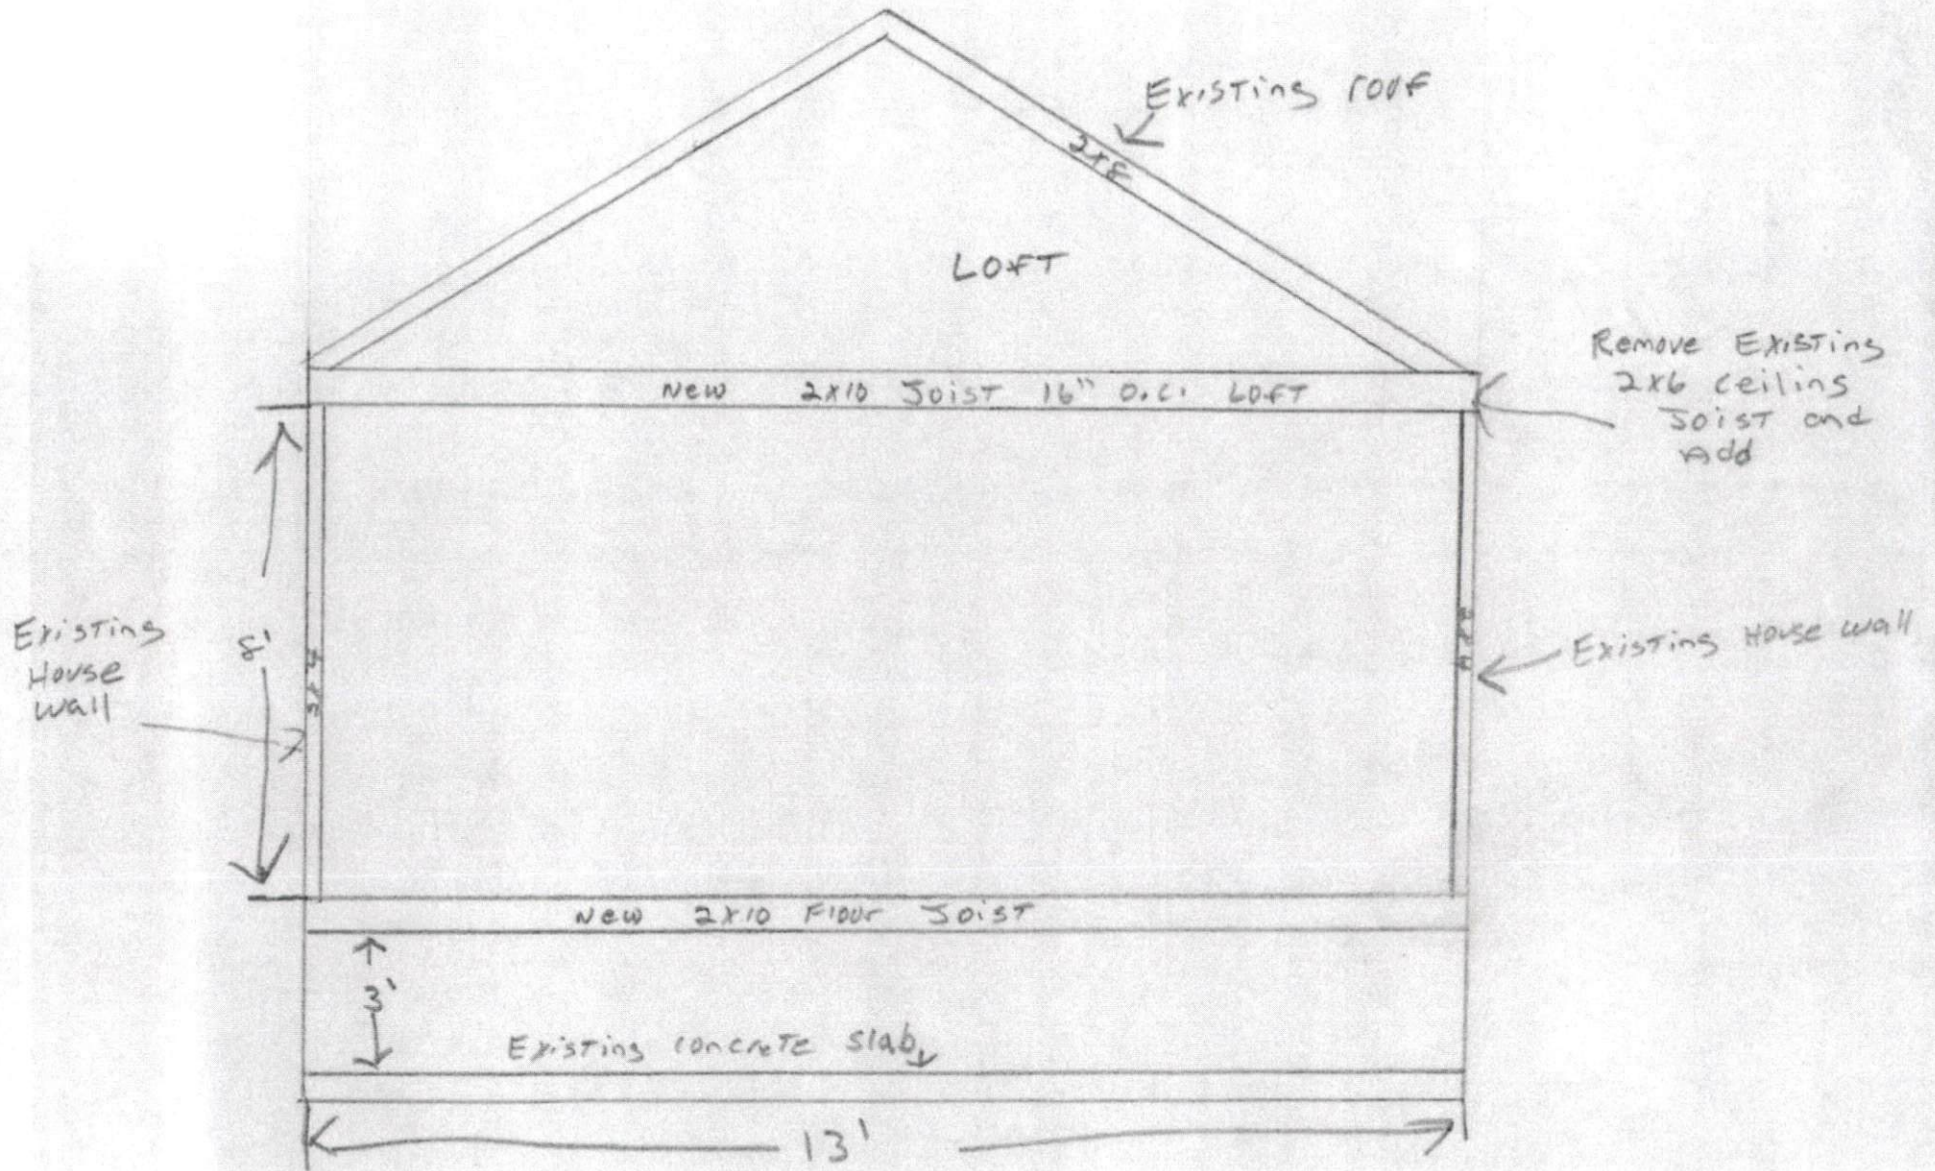 Existing roof
2x8
LOFT
New 2x10 Joist 16" O.C. LOFT
Remove Existing
2x6 ceiling
Joist and
Add
8'
2x4
Existing
House
wall
Existing House wall
New 2x10 Floor Joist
3'
Existing concrete slab
13'